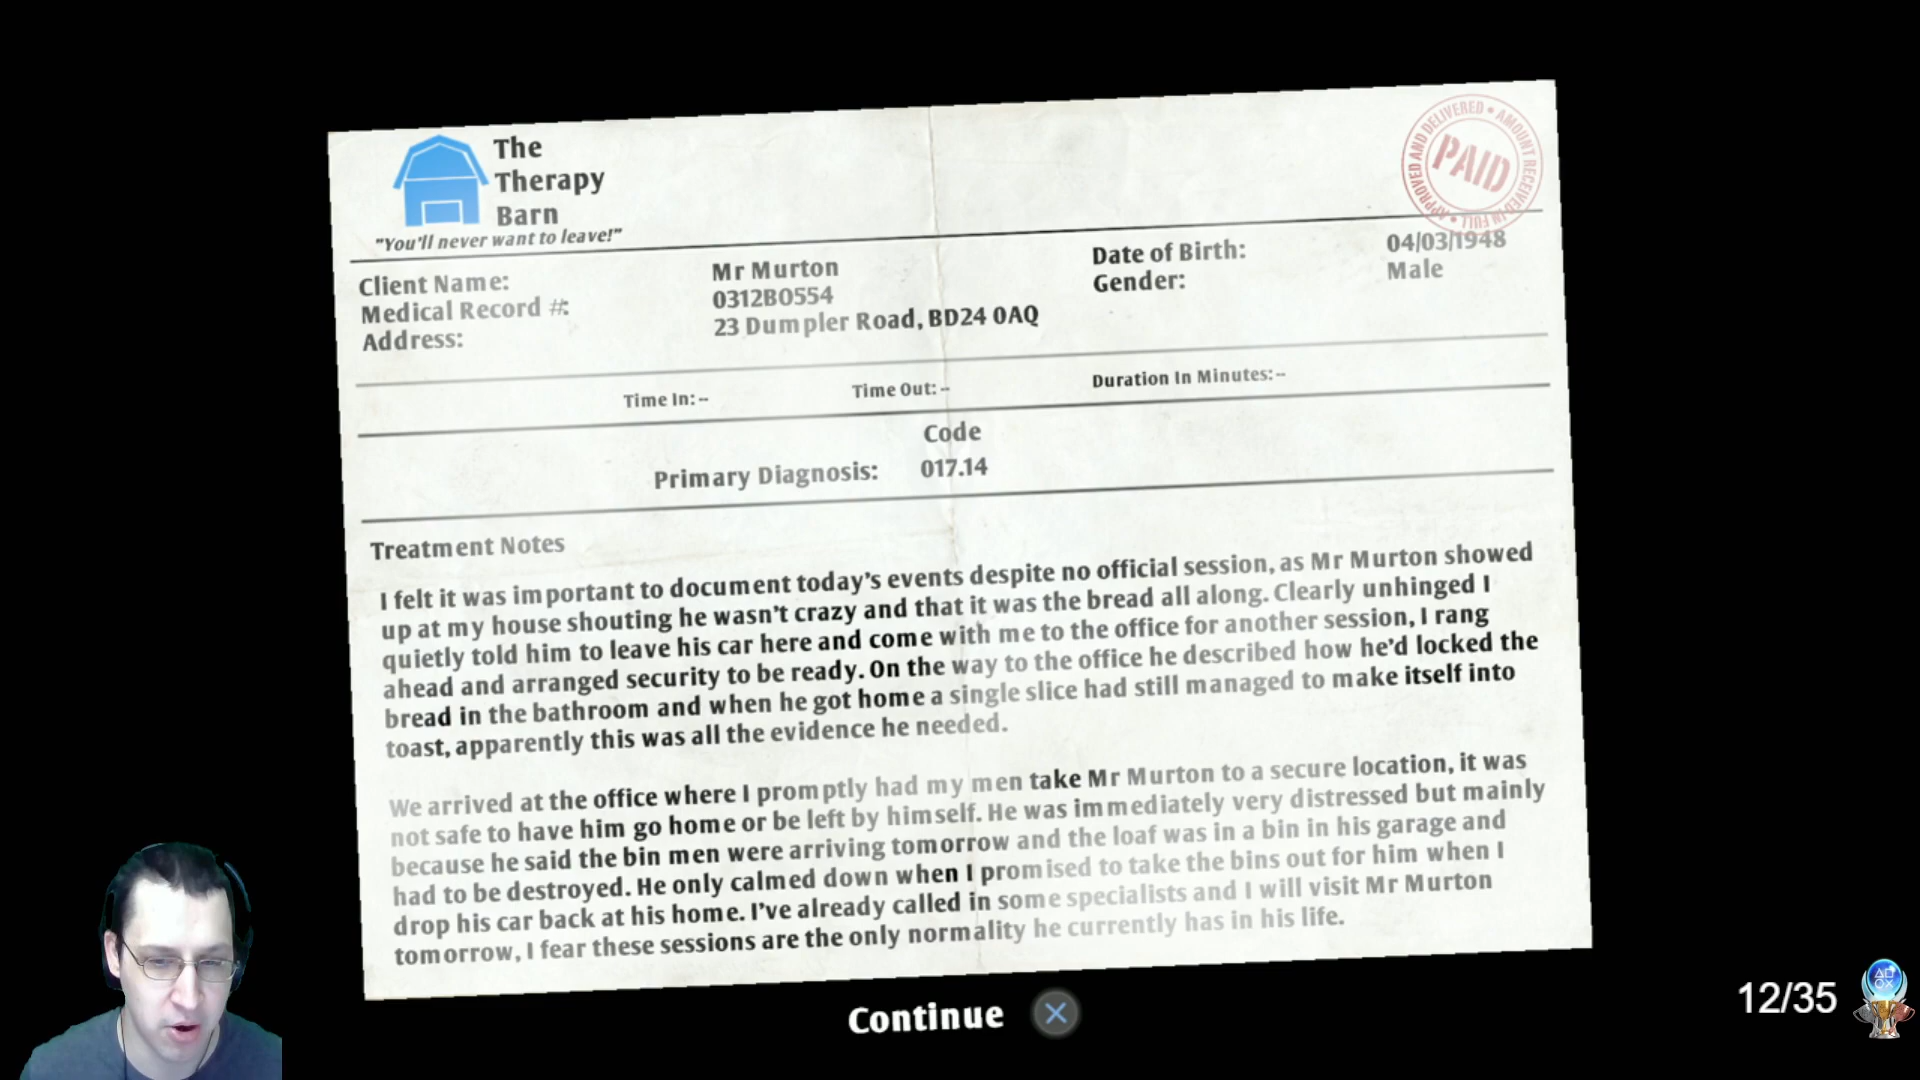 The
Therapy
Barn
"You'll never want to leave!"
APPROVED AND DELIVERED • AMOUNT RECEIVED IN FULL •
PAID
Client Name: Mr Murton
Medical Record #: 0312BO554
Address: 23 Dumpler Road, BD24 0AQ
Date of Birth: 04/03/1948
Gender: Male
Time In: -- Time Out: -- Duration In Minutes: --
Code
Primary Diagnosis: 017.14
Treatment Notes
I felt it was important to document today's events despite no official session, as Mr Murton showed
up at my house shouting he wasn't crazy and that it was the bread all along. Clearly unhinged I
quietly told him to leave his car here and come with me to the office for another session, I rang
ahead and arranged security to be ready. On the way to the office he described how he'd locked the
bread in the bathroom and when he got home a single slice had still managed to make itself into
toast, apparently this was all the evidence he needed.
We arrived at the office where I promptly had my men take Mr Murton to a secure location, it was
not safe to have him go home or be left by himself. He was immediately very distressed but mainly
because he said the bin men were arriving tomorrow and the loaf was in a bin in his garage and
had to be destroyed. He only calmed down when I promised to take the bins out for him when I
drop his car back at his home. I've already called in some specialists and I will visit Mr Murton
tomorrow, I fear these sessions are the only normality he currently has in his life.
Continue
12/35